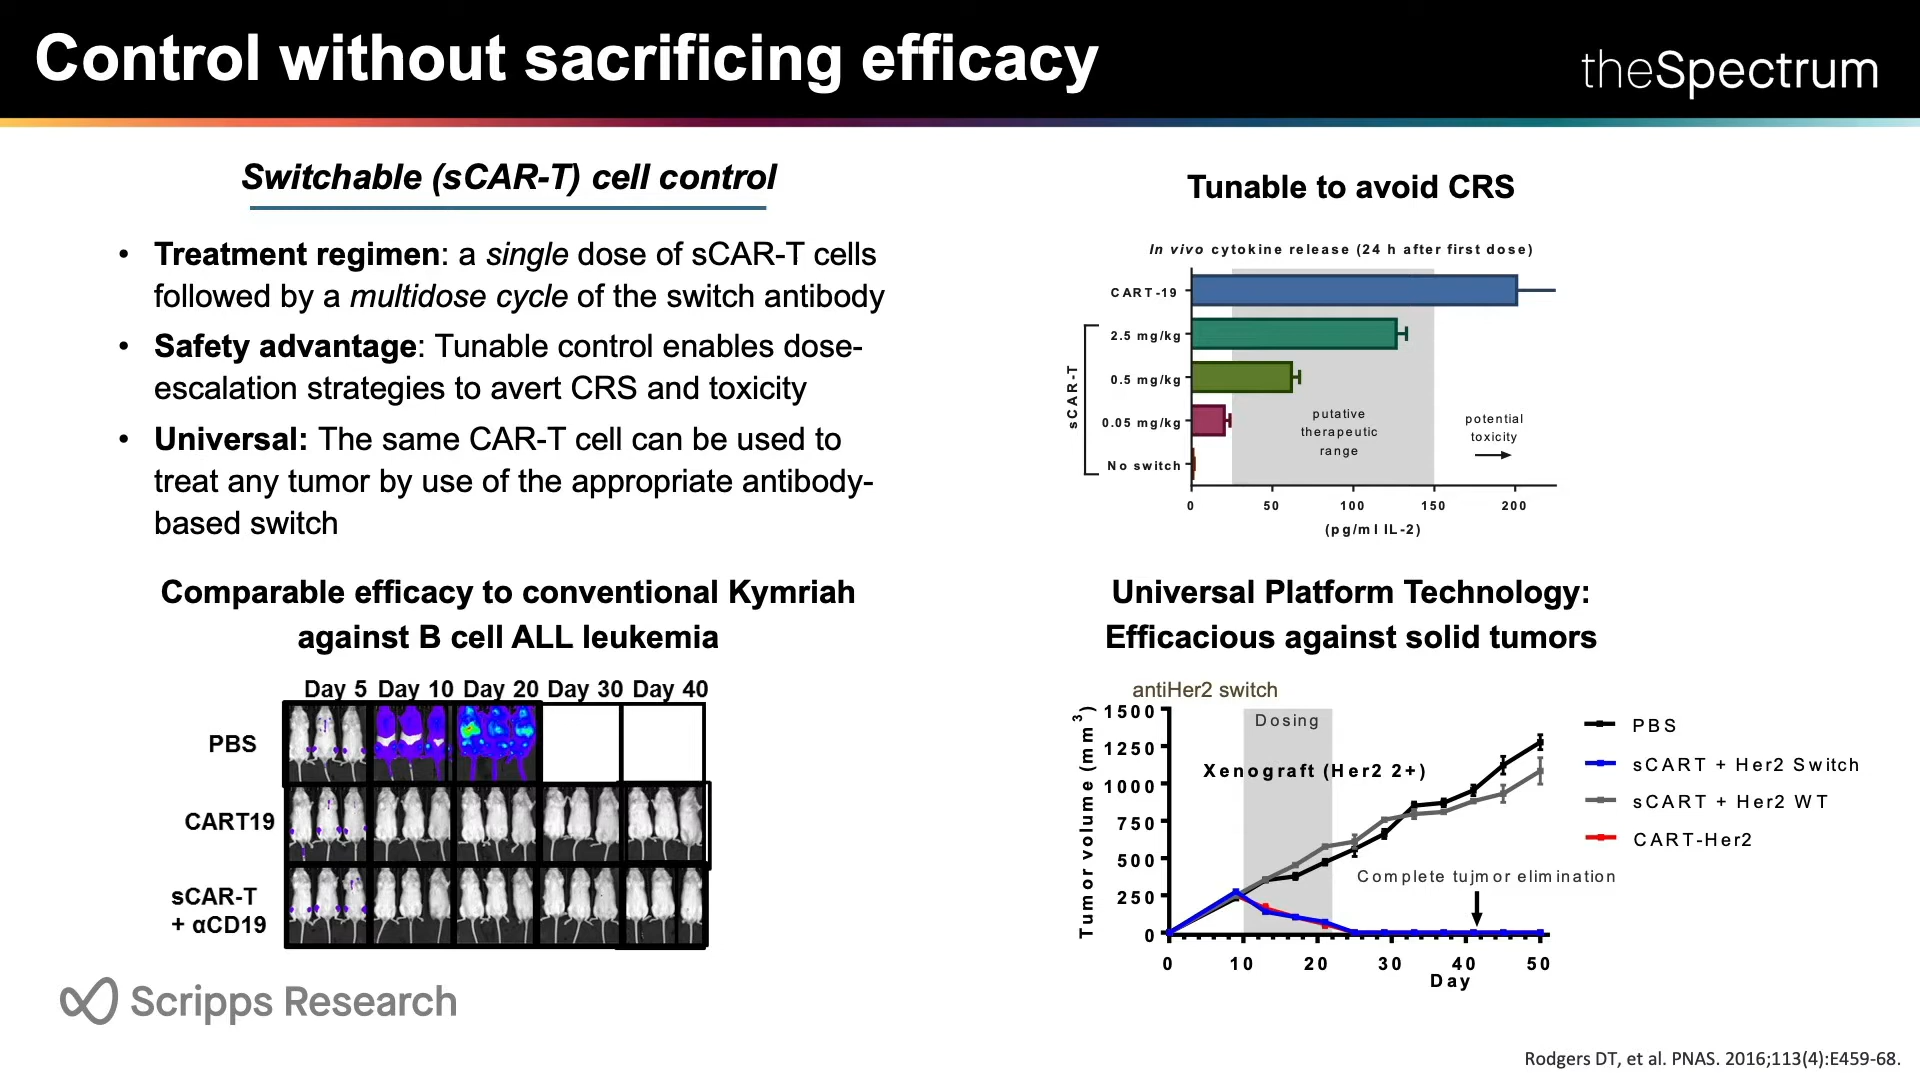 Control without sacrificing efficacy
theSpectrum
Switchable (sCAR-T) cell control
• Treatment regimen: a single dose of sCAR-T cells
followed by a multidose cycle of the switch antibody
• Safety advantage: Tunable control enables dose-
escalation strategies to avert CRS and toxicity
• Universal: The same CAR-T cell can be used to
treat any tumor by use of the appropriate antibody-
based switch
Tunable to avoid CRS
In vivo cytokine release (24 h after first dose)
CART-19
2.5 mg/kg
0.5 mg/kg
0.05 mg/kg
No switch
sCAR-T
putative
therapeutic
range
potential
toxicity
0 50 100 150 200
(pg/ml IL-2)
Comparable efficacy to conventional Kymriah
against B cell ALL leukemia
Day 5 Day 10 Day 20 Day 30 Day 40
PBS
CART19
sCAR-T
+ αCD19
Universal Platform Technology:
Efficacious against solid tumors
antiHer2 switch
Tumor volume (mm3)
1500
1250
1000
750
500
250
0
Dosing
Xenograft (Her2 2+)
Complete tujmor elimination
0 10 20 30 40 50
Day
PBS
sCART + Her2 Switch
sCART + Her2 WT
CART-Her2
Scripps Research
Rodgers DT, et al. PNAS. 2016;113(4):E459-68.